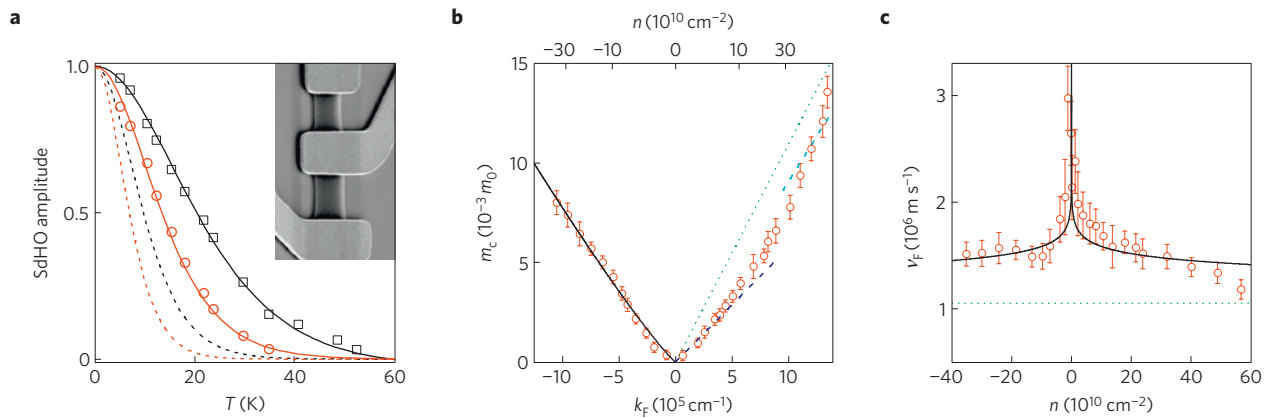 a
SdHO amplitude
1.0
0.5
0
0 20 40 60
T (K)
b
n (10¹⁰ cm⁻²)
−30 −10 0 10 30
m_c (10⁻³ m₀)
15
10
5
0
−10 −5 0 5 10
k_F (10⁵ cm⁻¹)
c
ν_F (10⁶ m s⁻¹)
3
2
1
−40 −20 0 20 40 60
n (10¹⁰ cm⁻²)